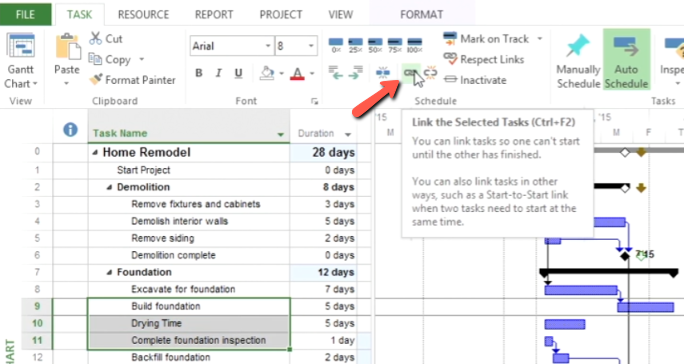 FILE TASK RESOURCE REPORT PROJECT VIEW FORMAT
Gantt Chart
View
Paste
Cut
Copy
Format Painter
Clipboard
Arial 8
B I U A
Font
0% 25% 50% 75% 100%
Mark on Track
Respect Links
Inactivate
Schedule
Manually Schedule
Auto Schedule
Tasks
Link the Selected Tasks (Ctrl+F2)
You can link tasks so one can't start
until the other has finished.
You can also link tasks in other
ways, such as a Start-to-Start link
when two tasks need to start at the
same time.
'15 , '15
M M F T
Task Name Duration
0 Home Remodel 28 days
1 Start Project 0 days
2 Demolition 8 days
3 Remove fixtures and cabinets 3 days
4 Demolish interior walls 5 days
5 Remove siding 2 days
6 Demolition complete 0 days
7 Foundation 12 days
8 Excavate for foundation 7 days
9 Build foundation 5 days
10 Drying Time 5 days
11 Complete foundation inspection 1 day
12 Backfill foundation 2 days
CHART